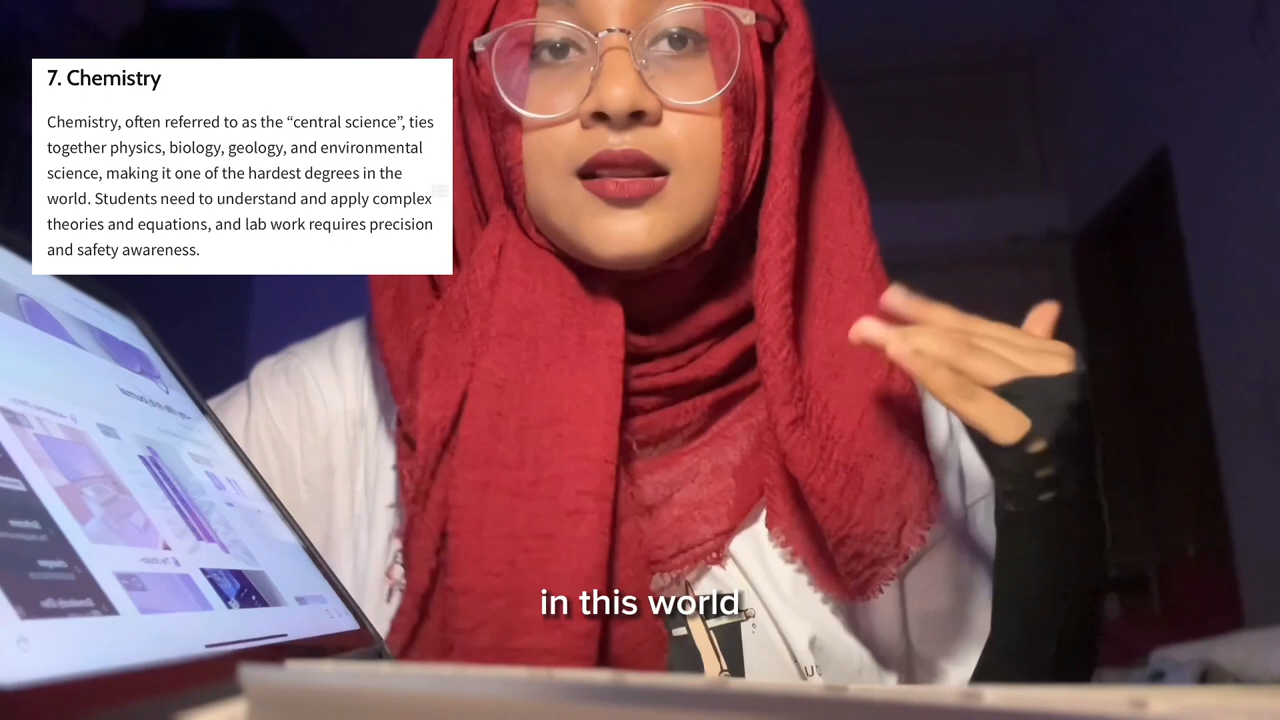 7. Chemistry
Chemistry, often referred to as the “central science”, ties
together physics, biology, geology, and environmental
science, making it one of the hardest degrees in the
world. Students need to understand and apply complex
theories and equations, and lab work requires precision
and safety awareness.
in this world